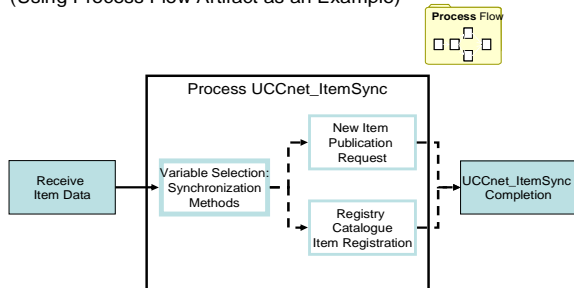 (Using Process Flow Artifact as an Example)
Process Flow
Process UCCnet_ItemSync
Receive
Item Data
Variable Selection:
Synchronization
Methods
New Item
Publication
Request
Registry
Catalogue
Item Registration
UCCnet_ItemSync
Completion